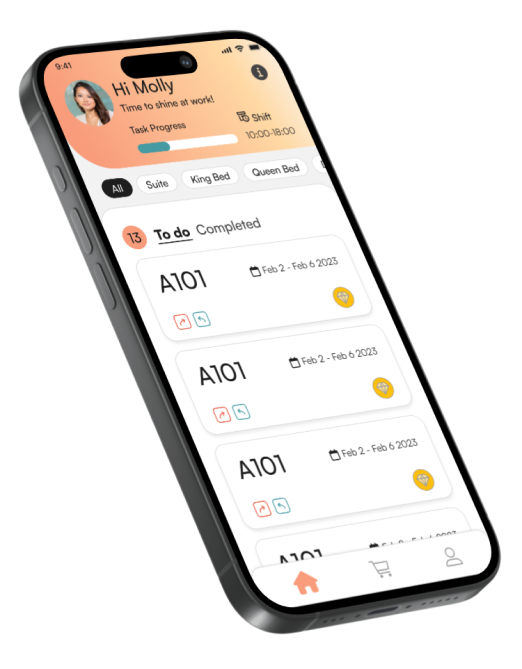 9:41
Hi Molly
Time to shine at work!
Task Progress
Shift
10:00-18:00
All
Suite
King Bed
Queen Bed
13
To do
Completed
A101
Feb 2 - Feb 6 2023
A101
Feb 2 - Feb 6 2023
A101
Feb 2 - Feb 6 2023
A101